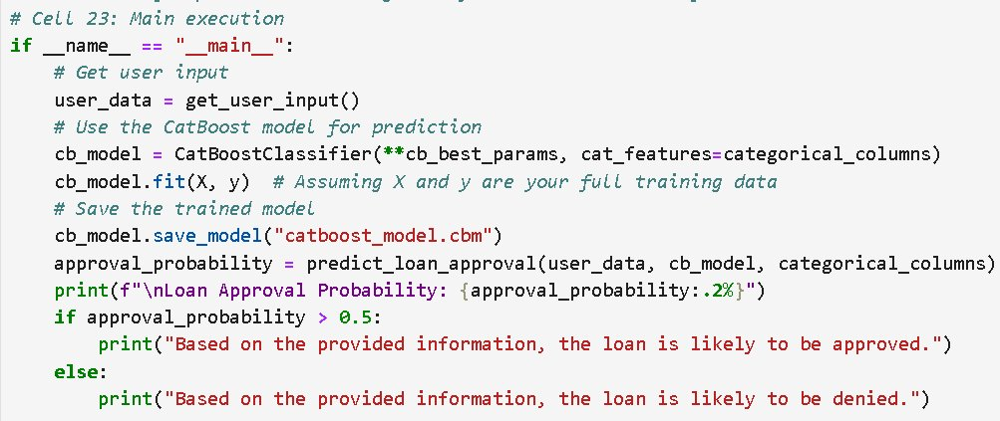 # Cell 23: Main execution
if __name__ == "__main__":
    # Get user input
    user_data = get_user_input()
    # Use the CatBoost model for prediction
    cb_model = CatBoostClassifier(**cb_best_params, cat_features=categorical_columns)
    cb_model.fit(X, y)  # Assuming X and y are your full training data
    # Save the trained model
    cb_model.save_model("catboost_model.cbm")
    approval_probability = predict_loan_approval(user_data, cb_model, categorical_columns)
    print(f"\nLoan Approval Probability: {approval_probability:.2%}")
    if approval_probability > 0.5:
        print("Based on the provided information, the loan is likely to be approved.")
    else:
        print("Based on the provided information, the loan is likely to be denied.")